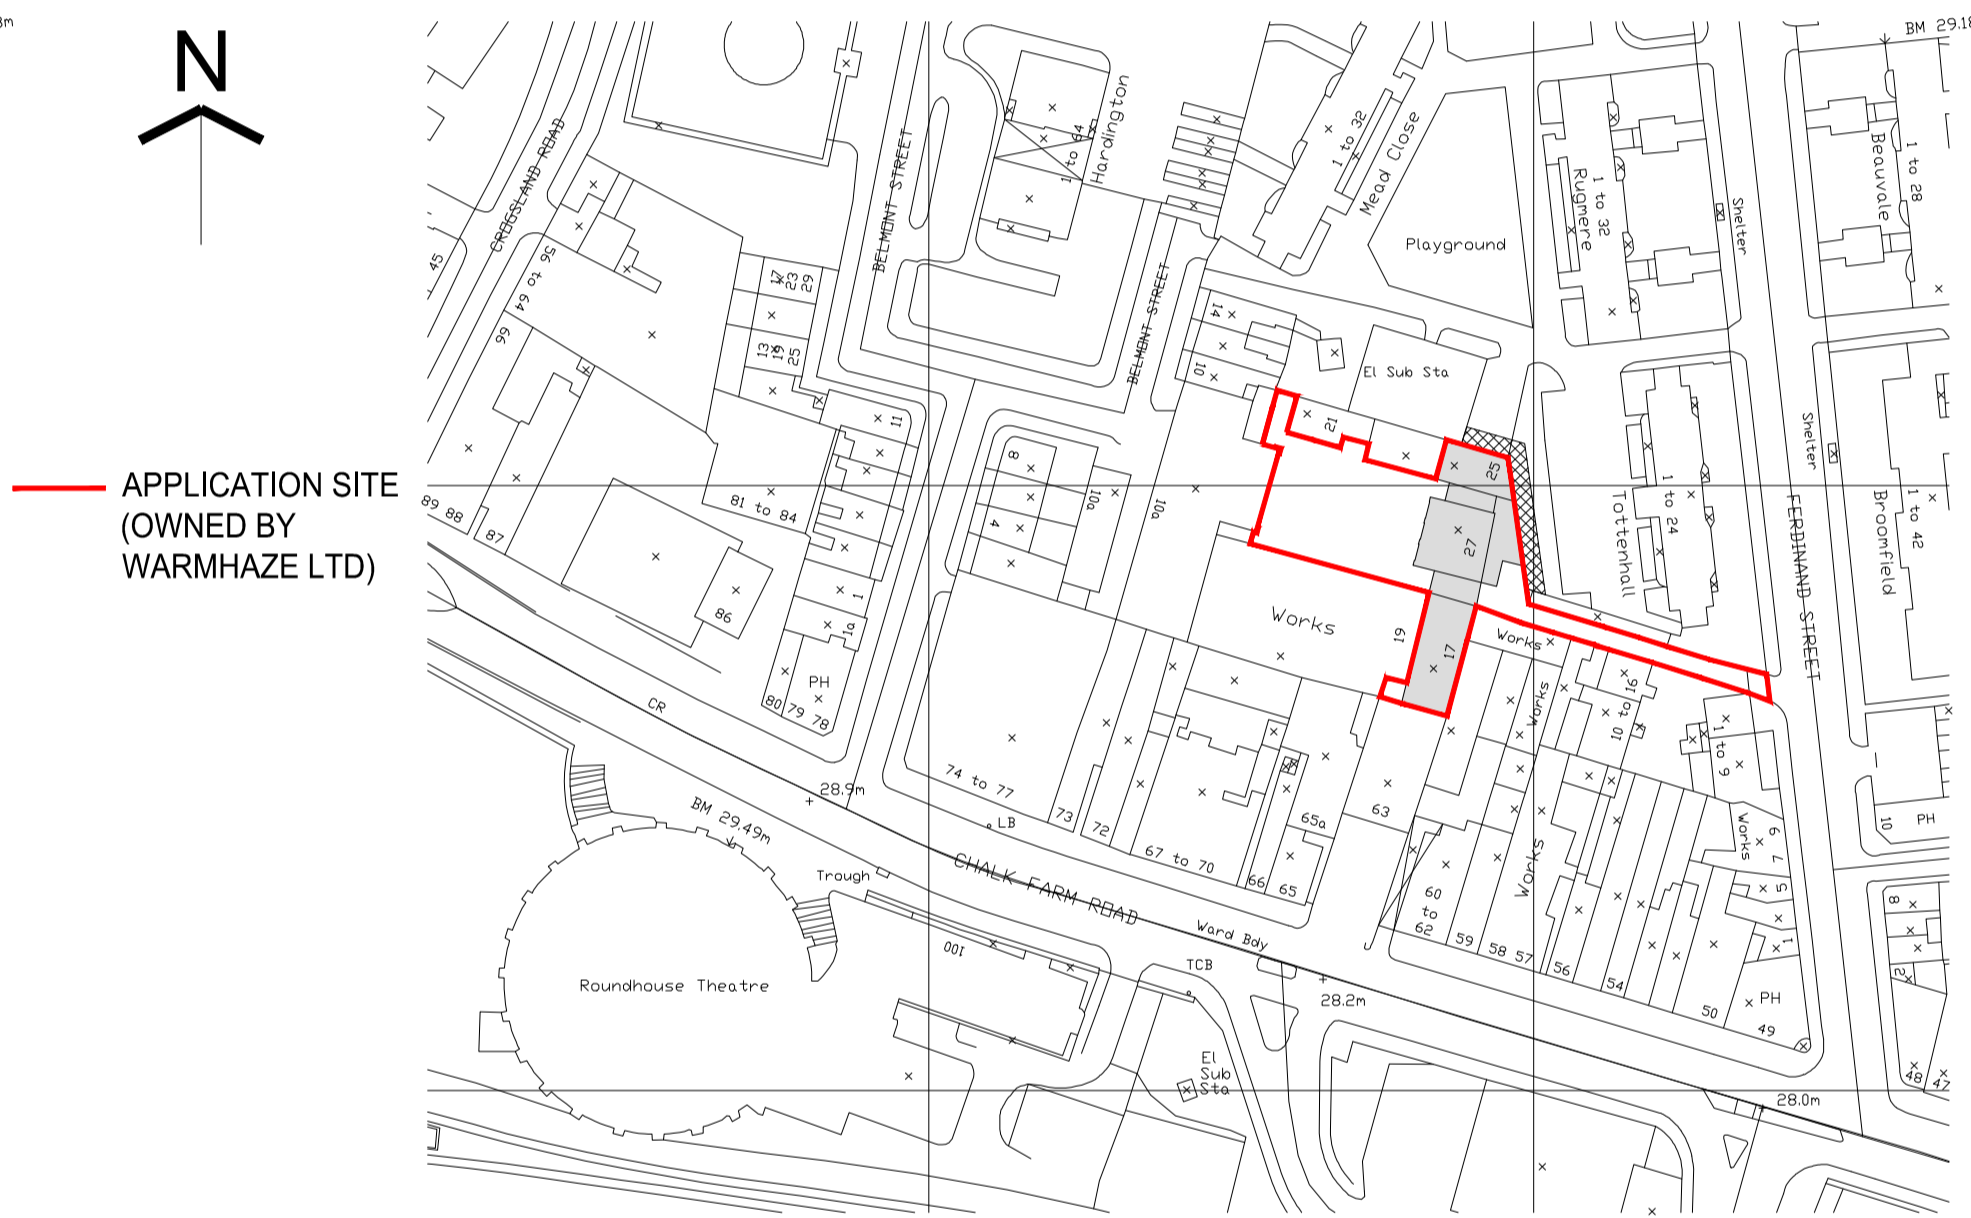 N
APPLICATION SITE
(OWNED BY
WARMHAZE LTD)
BM 29.18
CROGSLAND ROAD
BELMONT STREET
1 to 64
Hardington
1 to 32
Mead Close
Playground
1 to 32
Rugmere
Shelter
Beauvale
1 to 28
45
56 to 64
66
17
23
29
13
19
25
BELMONT STREET
14
10
El Sub Sta
21
25
27
11
8
4
10a
10a
81 to 84
89 88
87
86
1
1a
PH
80 79 78
Works
19
17
Works
Works
10 to 16
1 to 24
Tottenhall
Shelter
FERDINAND STREET
Broomfield
1 to 42
CR
28.9m
BM 29.49m
74 to 77
LB
73
72
67 to 70
66
65
65a
63
60
to
62
59
58 57
56
54
50
49
PH
Works
1 to 9
Works
6
7
5
1
10
PH
8
2
48
47
Trough
CHALK FARM ROAD
Ward Bdy
100
TCB
28.2m
Roundhouse Theatre
El
Sub
Sta
28.0m